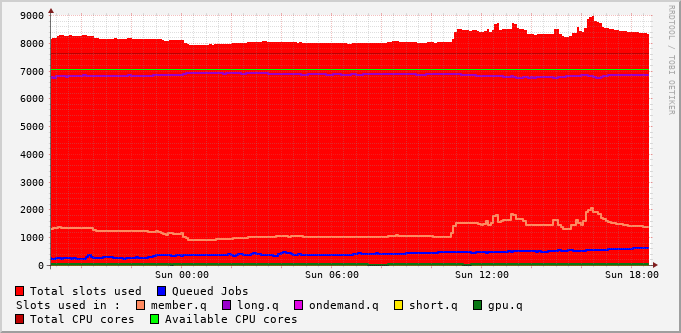 RRDTOOL / TOBI OETIKER
9000
8000
7000
6000
5000
4000
3000
2000
1000
0
Sun 00:00 Sun 06:00 Sun 12:00 Sun 18:00
Total slots used Queued Jobs
Slots used in : member.q long.q ondemand.q short.q gpu.q
Total CPU cores Available CPU cores